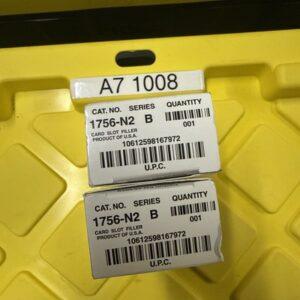 A7 1008
CAT. NO. SERIES QUANTITY
1756-N2 B
001
CARD SLOT FILLER
PRODUCT OF U.S.A.
10612598167972
U.P.C.
CAT. NO. SERIES QUANTITY
1756-N2 B
001
CARD SLOT FILLER
PRODUCT OF U.S.A.
10612598167972
U.P.C.